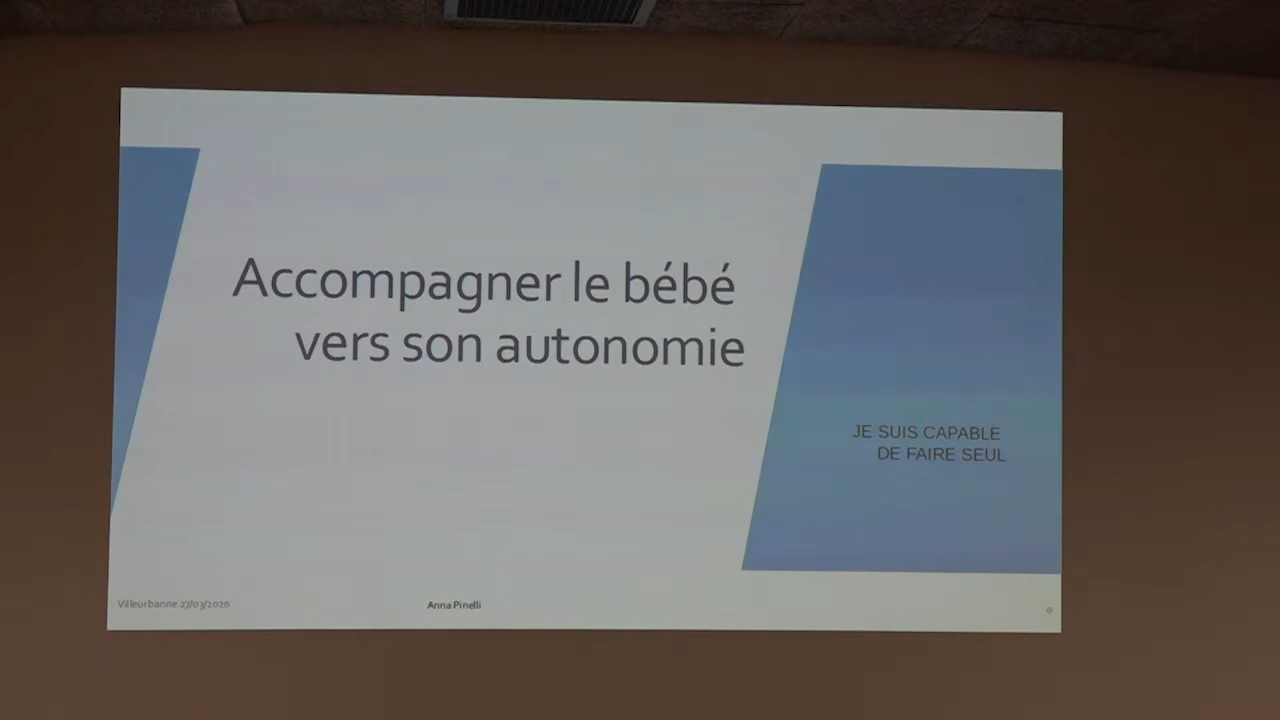 Accompagner le bébé
vers son autonomie
JE SUIS CAPABLE
DE FAIRE SEUL
Villeurbanne 27/03/2020
Anna Pinelli